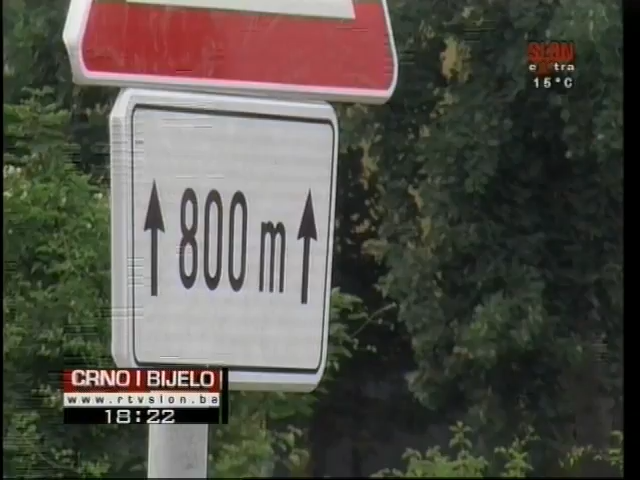 SLON
extra
15°C
800 m
CRNO I BIJELO
www.rtvslon.ba
18:22